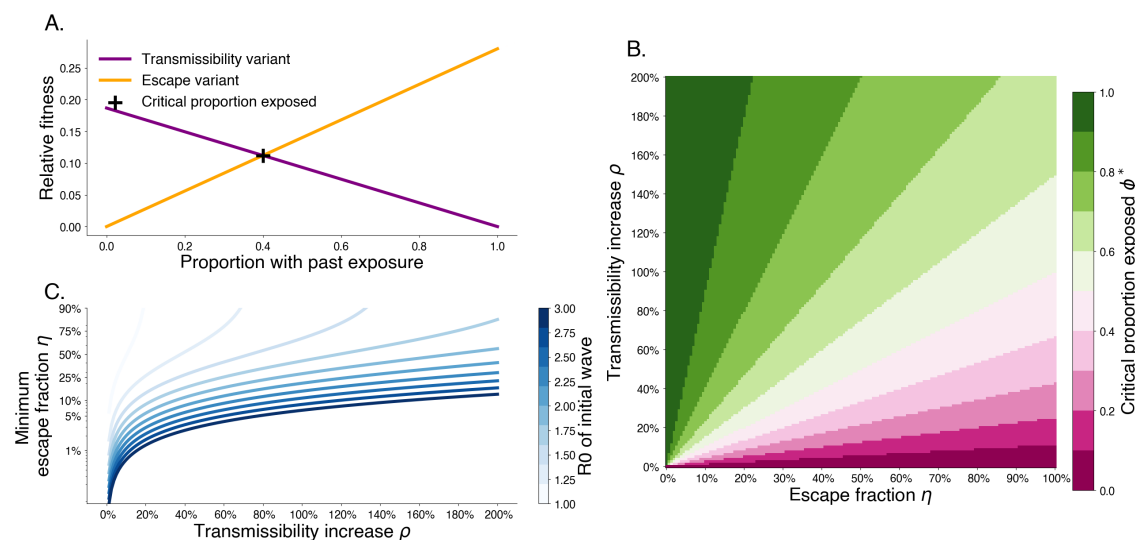 A.
Relative fitness
0.25
0.20
0.15
0.10
0.05
0.00
Transmissibility variant
Escape variant
Critical proportion exposed
0.0 0.2 0.4 0.6 0.8 1.0
Proportion with past exposure
B.
Transmissibility increase ρ
200%
180%
160%
140%
120%
100%
80%
60%
40%
20%
0%
0% 10% 20% 30% 40% 50% 60% 70% 80% 90% 100%
Escape fraction η
1.0
0.8
0.6
0.4
0.2
0.0
Critical proportion exposed ϕ*
C.
Minimum
escape fraction η
90%
75%
50%
25%
10%
5%
1%
0% 20% 40% 60% 80% 100% 120% 140% 160% 180% 200%
Transmissibility increase ρ
3.00
2.75
2.50
2.25
2.00
1.75
1.50
1.25
1.00
R0 of initial wave